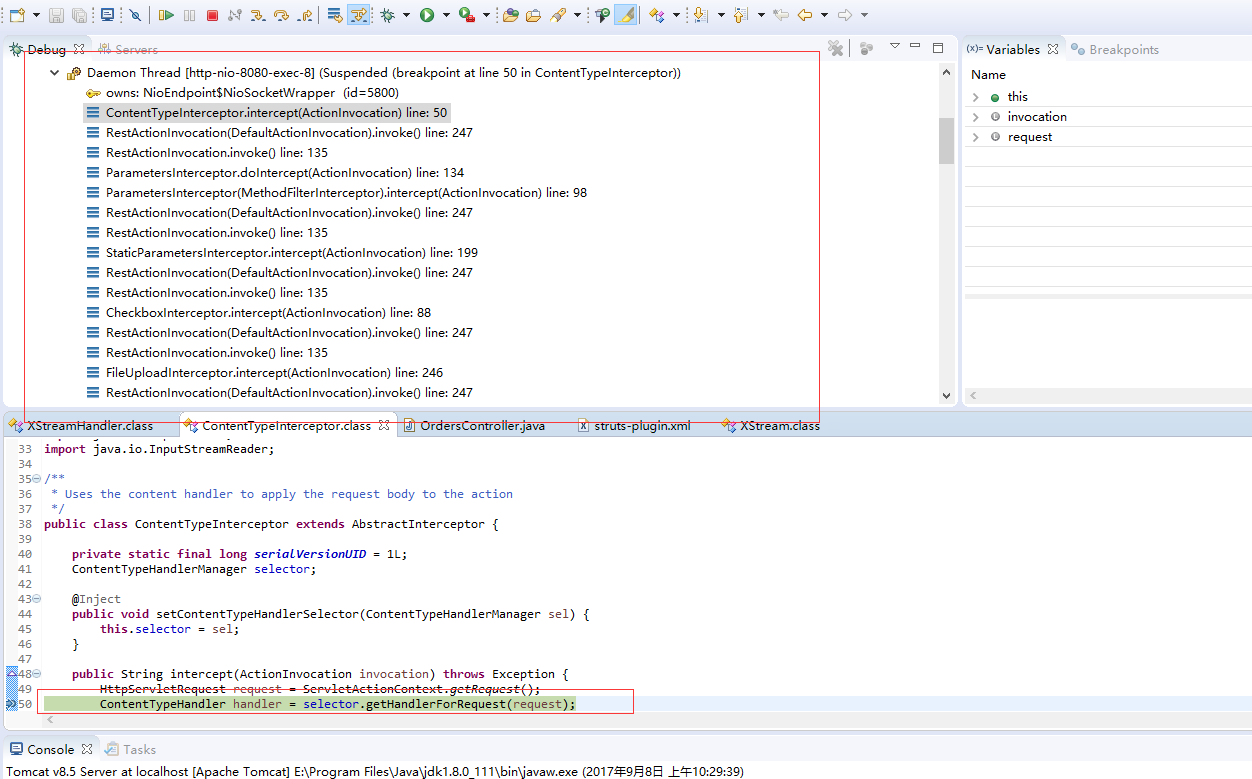 Debug
Servers
Daemon Thread [http-nio-8080-exec-8] (Suspended (breakpoint at line 50 in ContentTypeInterceptor))
owns: NioEndpoint$NioSocketWrapper (id=5800)
ContentTypeInterceptor.intercept(ActionInvocation) line: 50
RestActionInvocation(DefaultActionInvocation).invoke() line: 247
RestActionInvocation.invoke() line: 135
ParametersInterceptor.doIntercept(ActionInvocation) line: 134
ParametersInterceptor(MethodFilterInterceptor).intercept(ActionInvocation) line: 98
RestActionInvocation(DefaultActionInvocation).invoke() line: 247
RestActionInvocation.invoke() line: 135
StaticParametersInterceptor.intercept(ActionInvocation) line: 199
RestActionInvocation(DefaultActionInvocation).invoke() line: 247
RestActionInvocation.invoke() line: 135
CheckboxInterceptor.intercept(ActionInvocation) line: 88
RestActionInvocation(DefaultActionInvocation).invoke() line: 247
RestActionInvocation.invoke() line: 135
FileUploadInterceptor.intercept(ActionInvocation) line: 246
RestActionInvocation(DefaultActionInvocation).invoke() line: 247
(x)= Variables
Breakpoints
Name
this
invocation
request
XStreamHandler.class
ContentTypeInterceptor.class
OrdersController.java
struts-plugin.xml
XStream.class
33 import java.io.InputStreamReader;
34
35 /**
36 * Uses the content handler to apply the request body to the action
37 */
38 public class ContentTypeInterceptor extends AbstractInterceptor {
39
40 private static final long serialVersionUID = 1L;
41 ContentTypeHandlerManager selector;
42
43 @Inject
44 public void setContentTypeHandlerSelector(ContentTypeHandlerManager sel) {
45 this.selector = sel;
46 }
47
48 public String intercept(ActionInvocation invocation) throws Exception {
49 HttpServletRequest request = ServletActionContext.getRequest();
50 ContentTypeHandler handler = selector.getHandlerForRequest(request);
Console
Tasks
Tomcat v8.5 Server at localhost [Apache Tomcat] E:\Program Files\Java\jdk1.8.0_111\bin\javaw.exe (2017年9月8日 上午10:29:39)